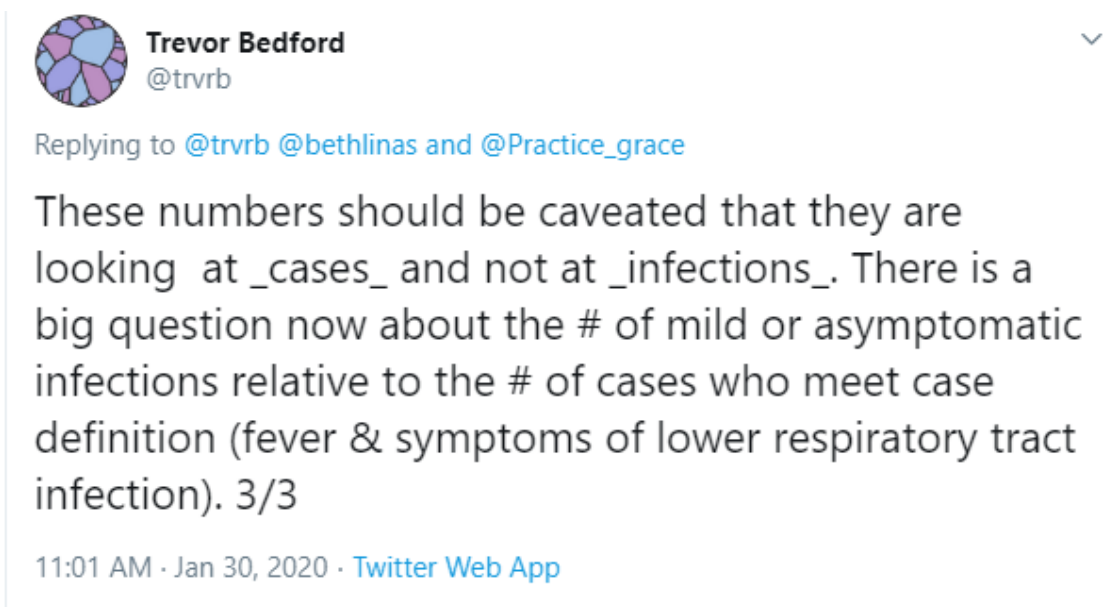 Trevor Bedford
@trvrb
Replying to @trvrb @bethlinas and @Practice_grace
These numbers should be caveated that they are
looking  at _cases_ and not at _infections_. There is a
big question now about the # of mild or asymptomatic
infections relative to the # of cases who meet case
definition (fever & symptoms of lower respiratory tract
infection). 3/3
11:01 AM · Jan 30, 2020 · Twitter Web App